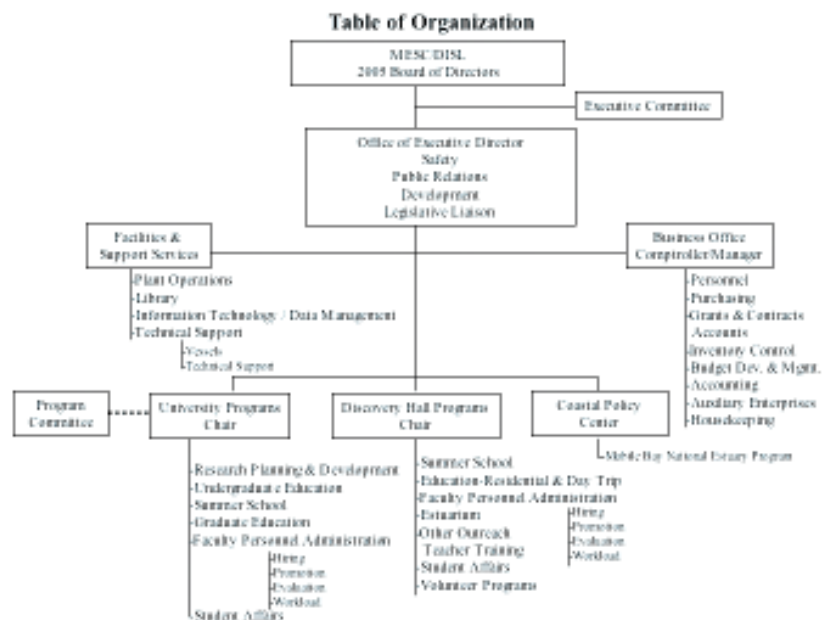 Table of Organization
MESC/DISL
2005 Board of Directors
Executive Committee
Office of Executive Director
Safety
Public Relations
Development
Legislative Liaison
Facilities &
Support Services
Business Office
Comptroller/Manager
Plant Operations
Library
Information Technology / Data Management
Technical Support
Vessels
Technical Support
Personnel
Purchasing
Grants & Contracts
Accounts
Inventory Control
Budget Dev. & Mgmt.
Accounting
Auxiliary Enterprises
Housekeeping
Program
Committee
University Programs
Chair
Discovery Hall Programs
Chair
Coastal Policy
Center
Mobile Bay National Estuary Program
Research Planning & Development
Undergraduate Education
Summer School
Graduate Education
Faculty Personnel Administration
Hiring
Promotion
Evaluation
Workload
Student Affairs
Summer School
Education-Residential & Day Trip
Faculty Personnel Administration
Hiring
Promotion
Evaluation
Workload
Estuarium
Other Outreach
Teacher Training
Student Affairs
Volunteer Programs